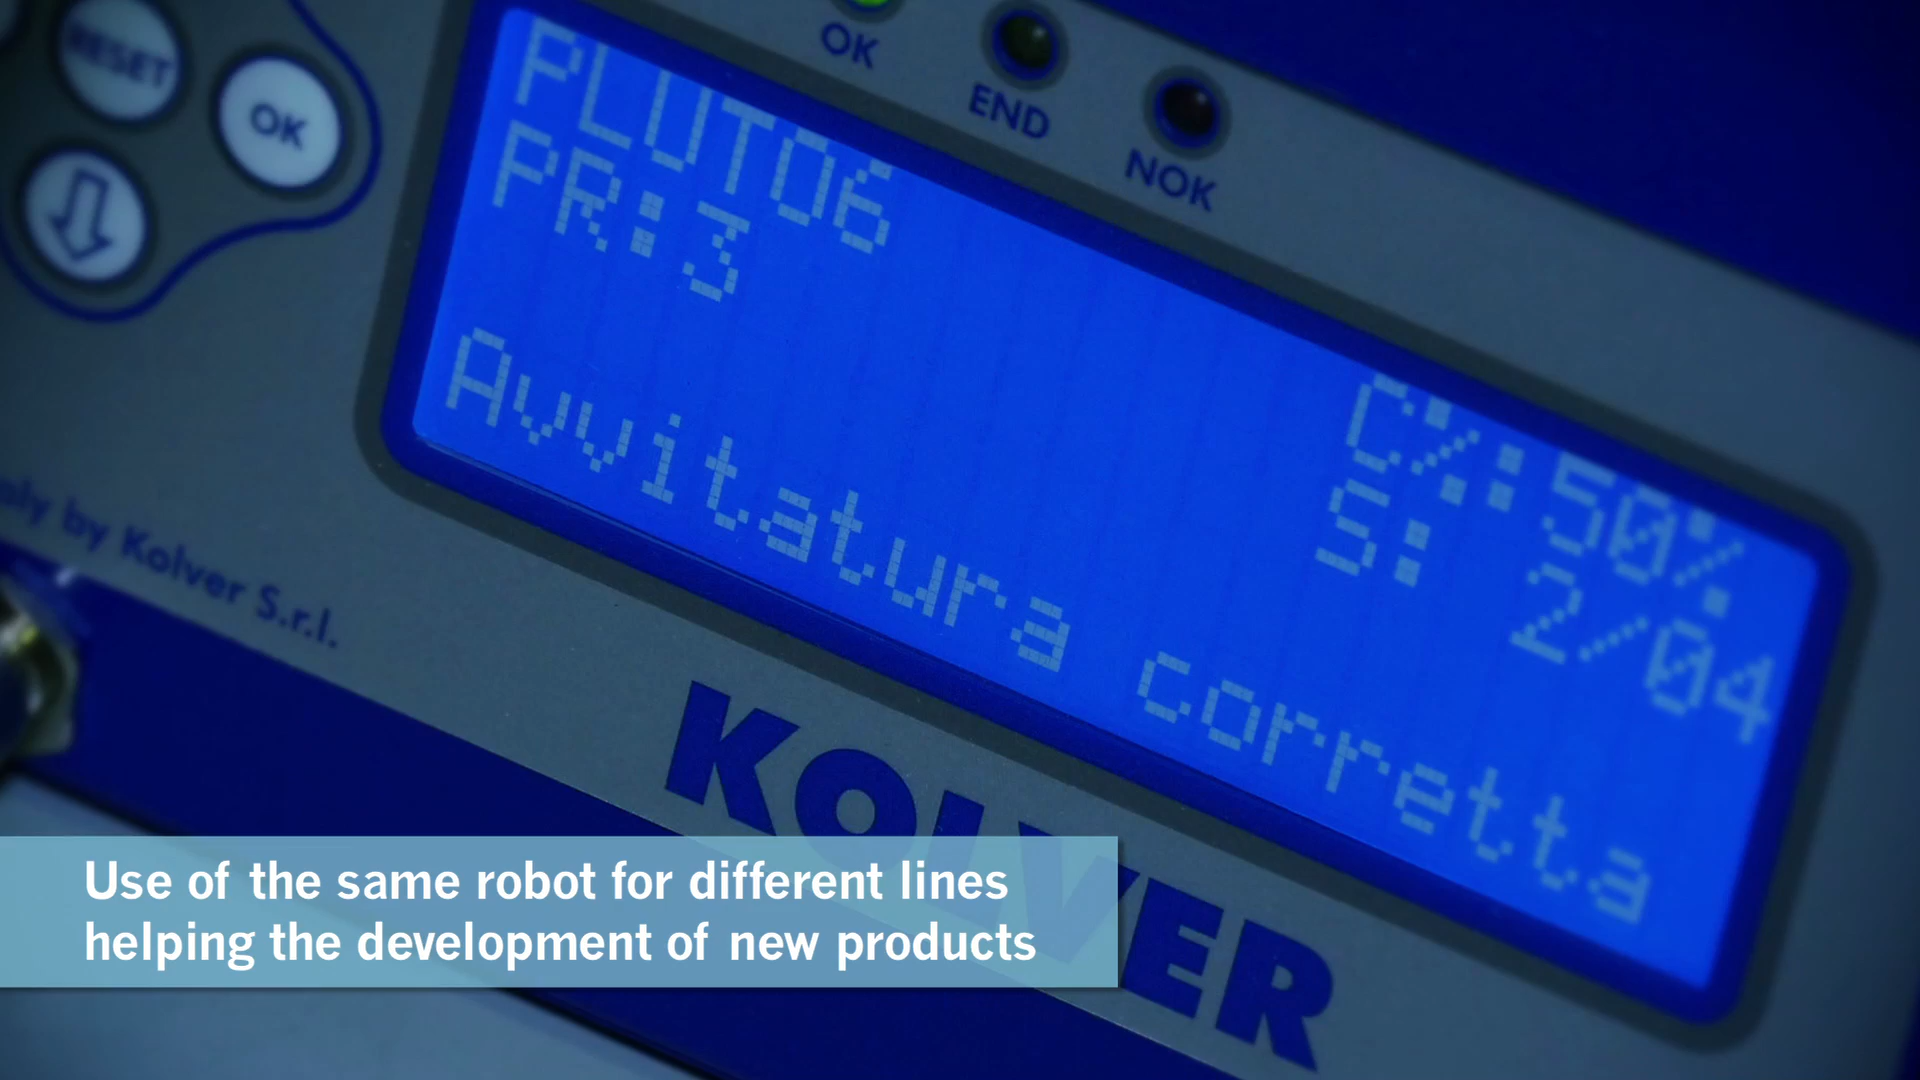 RESET
OK
OK
END
NOK
PLUTO6
PR:3
C%:50%
S: 2/04
Avvitatura corretta
by Kolver S.r.l.
KOLVER
Use of the same robot for different lines
helping the development of new products